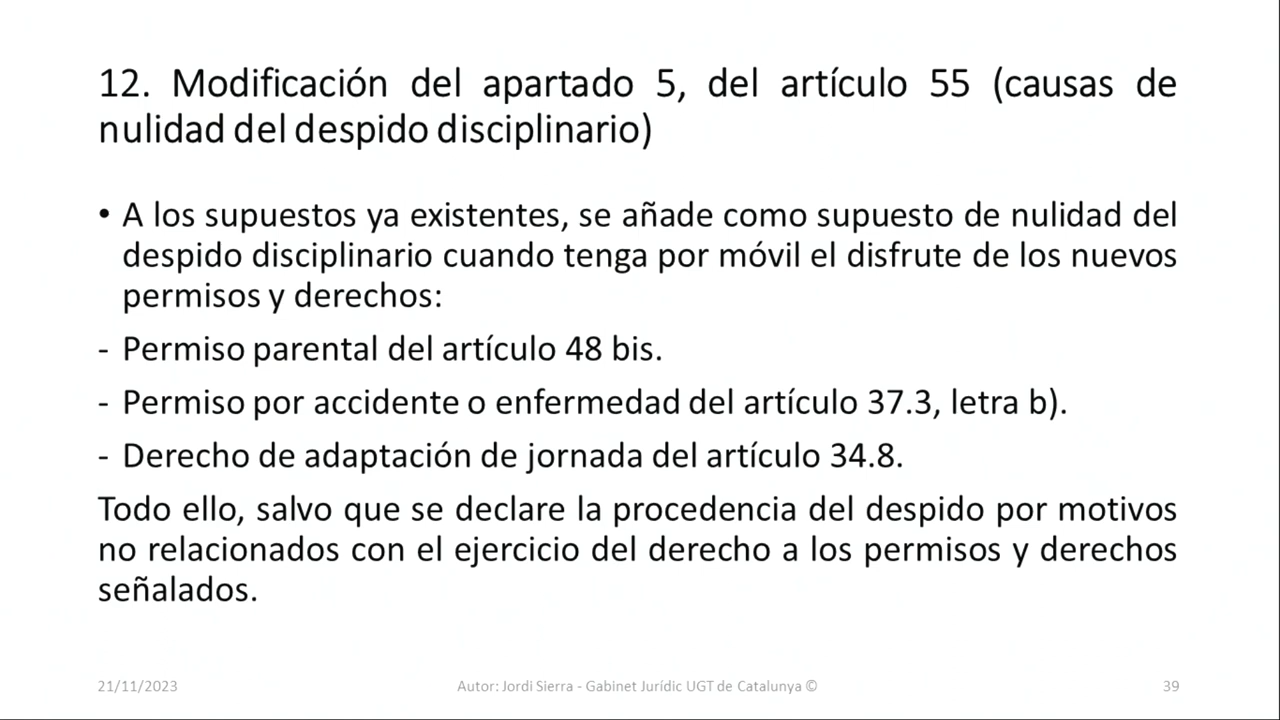 12. Modificación del apartado 5, del artículo 55 (causas de
nulidad del despido disciplinario)
• A los supuestos ya existentes, se añade como supuesto de nulidad del
despido disciplinario cuando tenga por móvil el disfrute de los nuevos
permisos y derechos:
- Permiso parental del artículo 48 bis.
- Permiso por accidente o enfermedad del artículo 37.3, letra b).
- Derecho de adaptación de jornada del artículo 34.8.
Todo ello, salvo que se declare la procedencia del despido por motivos
no relacionados con el ejercicio del derecho a los permisos y derechos
señalados.
21/11/2023 Autor: Jordi Sierra - Gabinet Jurídic UGT de Catalunya © 39